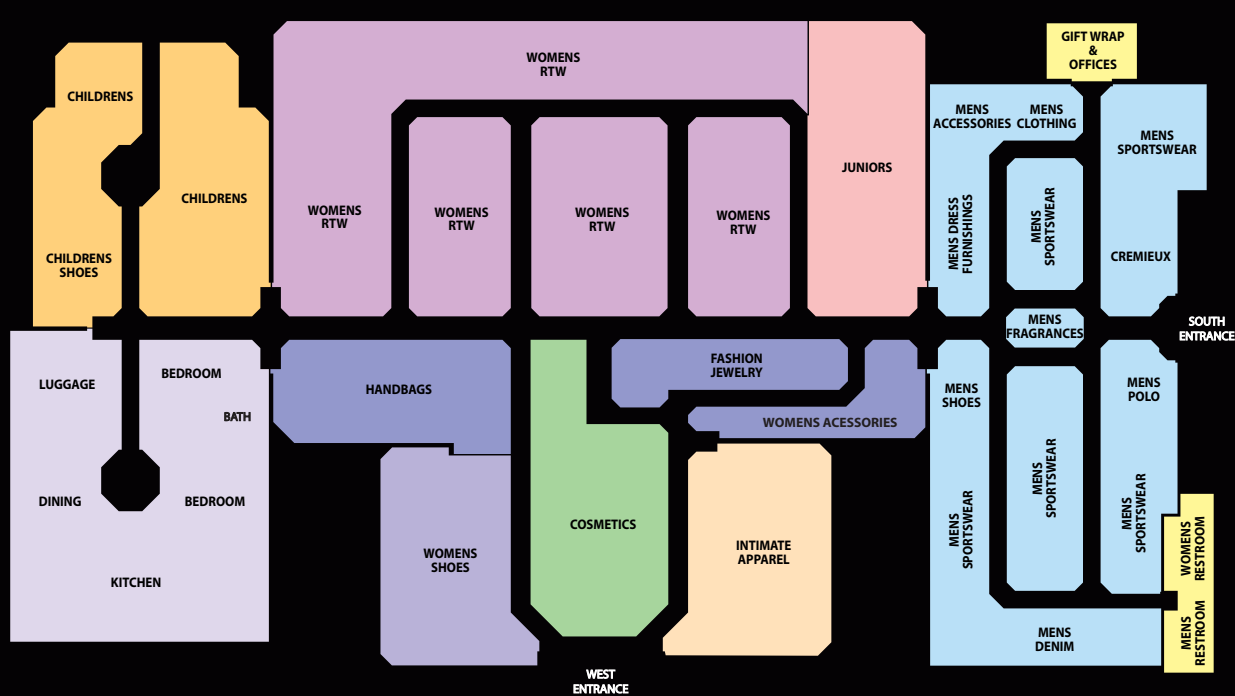 GIFT WRAP
&
OFFICES
WOMENS
RTW
CHILDRENS
MENS
ACCESSORIES
MENS
CLOTHING
MENS
SPORTSWEAR
JUNIORS
CHILDRENS
WOMENS
RTW
WOMENS
RTW
WOMENS
RTW
WOMENS
RTW
MENS DRESS
FURNISHINGS
MENS
SPORTSWEAR
CHILDRENS
SHOES
CREMIEUX
MENS
FRAGRANCES
SOUTH
ENTRANCE
LUGGAGE
BEDROOM
BATH
HANDBAGS
FASHION
JEWELRY
WOMENS ACESSORIES
MENS
SHOES
MENS
POLO
DINING
BEDROOM
KITCHEN
WOMENS
SHOES
COSMETICS
INTIMATE
APPAREL
MENS
SPORTSWEAR
MENS
SPORTSWEAR
MENS
SPORTSWEAR
WOMENS
RESTROOM
MENS
RESTROOM
MENS
DENIM
WEST
ENTRANCE